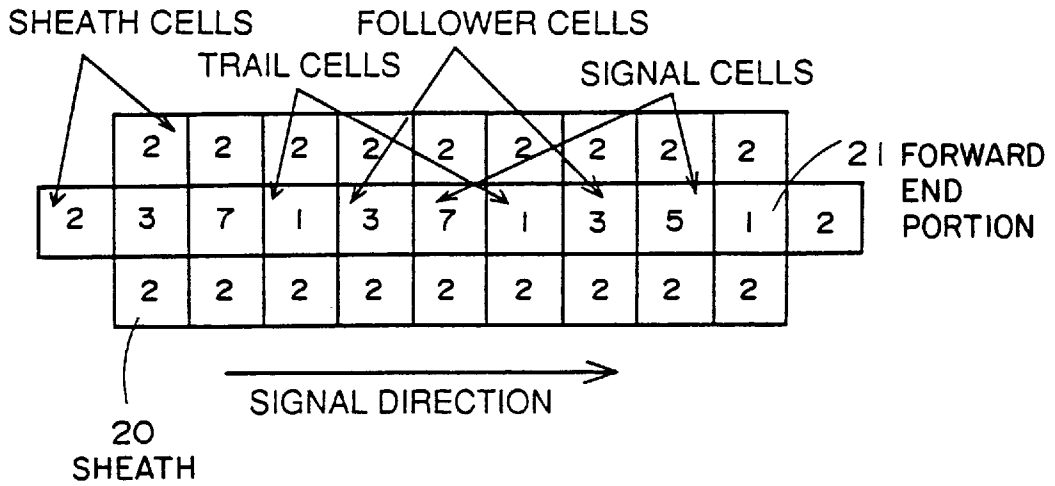 SHEATH CELLS
FOLLOWER CELLS
TRAIL CELLS
SIGNAL CELLS
2 2 2 2 2 2 2 2 2
21 FORWARD
END
PORTION
2 3 7 1 3 7 1 3 5 1 2
2 2 2 2 2 2 2 2 2
SIGNAL DIRECTION
20
SHEATH